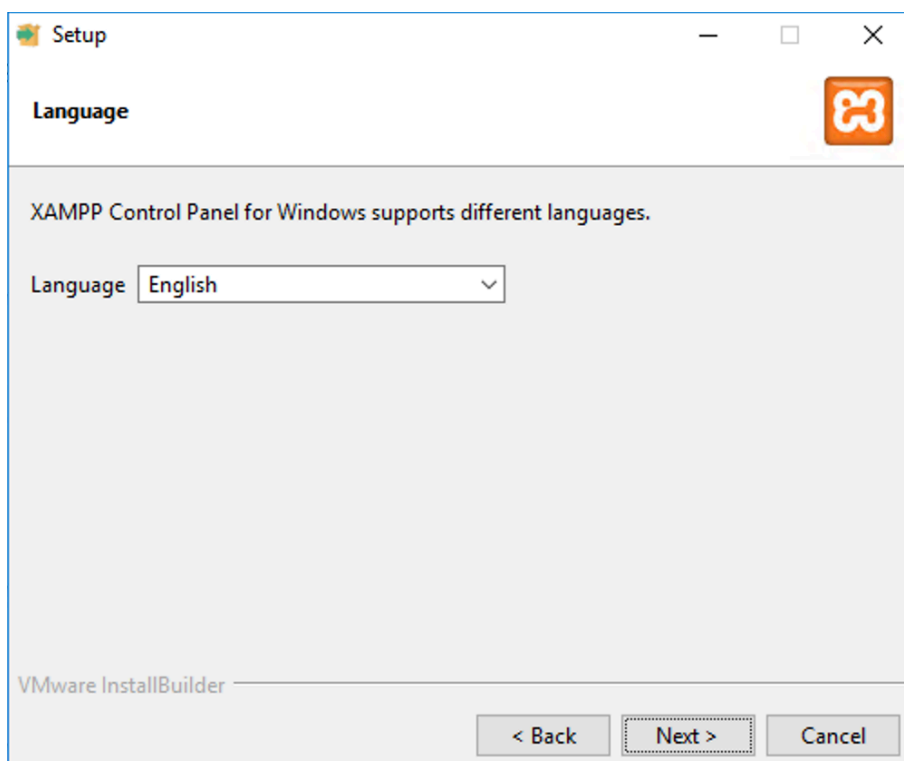 Setup
Language
XAMPP Control Panel for Windows supports different languages.
Language English
VMware InstallBuilder
< Back Next > Cancel